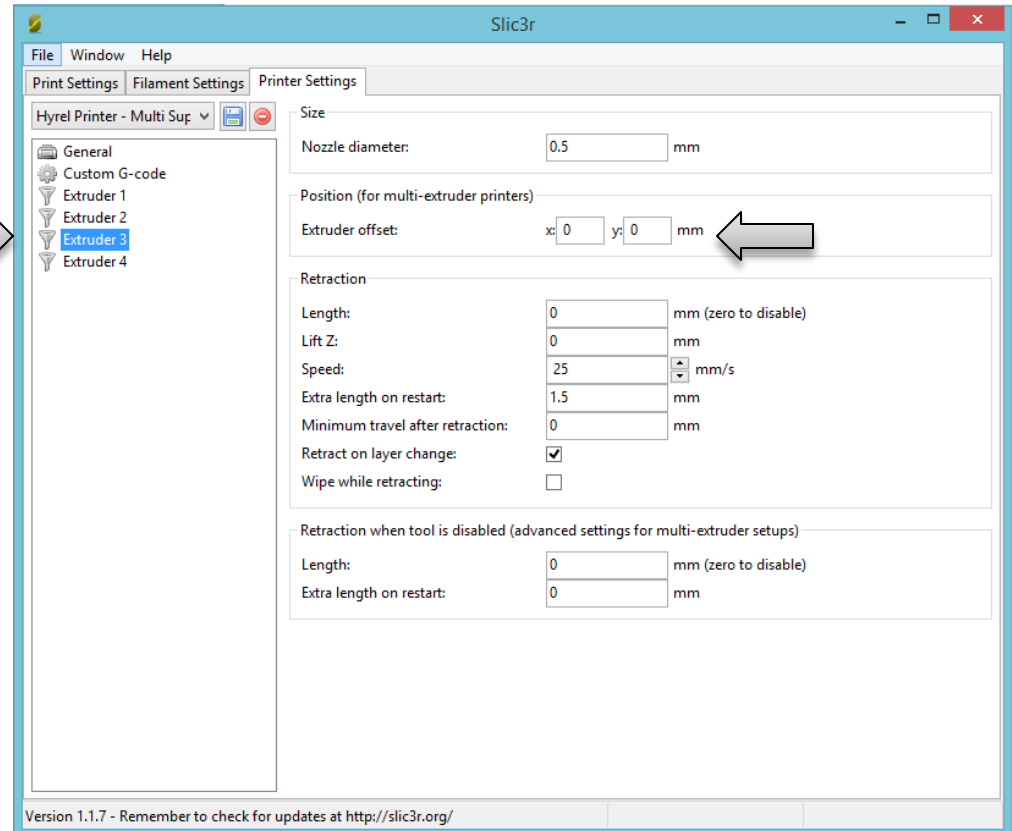 Slic3r
File Window Help
Print Settings Filament Settings Printer Settings
Hyrel Printer - Multi Sup
General
Custom G-code
Extruder 1
Extruder 2
Extruder 3
Extruder 4
Size
Nozzle diameter: 0.5 mm
Position (for multi-extruder printers)
Extruder offset: x: 0 y: 0 mm
Retraction
Length: 0 mm (zero to disable)
Lift Z: 0 mm
Speed: 25 mm/s
Extra length on restart: 1.5 mm
Minimum travel after retraction: 0 mm
Retract on layer change:
Wipe while retracting:
Retraction when tool is disabled (advanced settings for multi-extruder setups)
Length: 0 mm (zero to disable)
Extra length on restart: 0 mm
Version 1.1.7 - Remember to check for updates at http://slic3r.org/